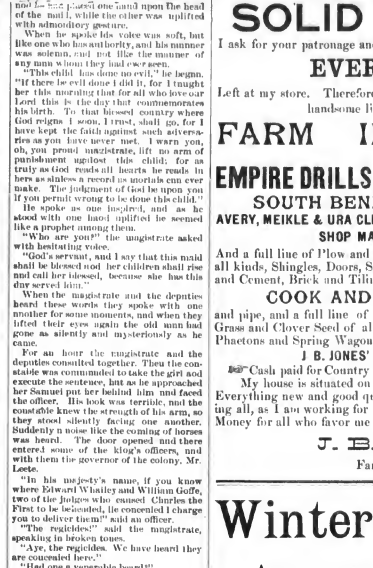 placed one hand upon the head
of the maid, while the other was uplifted
with admonitory gesture.
When he spoke his voice was soft, but
like one who has authority, and his manner
was solemn, and not like the manner of
any man whom they had ever seen.
"This child has done no evil," he began.
"If there be evil done I did it, for I taught
her this morning that for all who love our
Lord this is the day that commemorates
his birth. To that blessed country where
God reigns I soon, I trust, shall go, for I
have kept the faith against such adversa-
ries as you have never met. I warn you,
oh, you proud magistrate, lift no arm of
punishment against this child; for as
truly as God reads all hearts he reads in
hers as sinless a record as mortals can ever
make. The judgment of God be upon you
if you permit wrong to be done this child."
He spoke as one inspired, and as he
stood with one hand uplifted he seemed
like a prophet among them.
"Who are you?" the magistrate asked
with hesitating voice.
"God's servant, and I say that this maid
shall be blessed and her children shall rise
and call her blessed, because she has this
day served him."
When the magistrate and the deputies
heard these words they spoke with one
another for some moments, and when they
lifted their eyes again the old man had
gone as silently and mysteriously as he
came.
For an hour the magistrate and the
deputies consulted together. Then the con-
stable was commanded to take the girl and
execute the sentence, but as he approached
her Samuel put her behind him and faced
the officer. His look was terrible, and the
constable knew the strength of his arm, so
they stood silently facing one another.
Suddenly a noise like the coming of horses
was heard. The door opened and there
entered some of the king's officers, and
with them the governor of the colony, Mr.
Leete.
"In his majesty's name, if you know
where Edward Whalley and William Goffe,
two of the judges who caused Charles the
First to be beheaded, lie concealed I charge
you to deliver them!" said an officer.
"The regicides!" said the magistrate,
speaking in broken tones.
"Aye, the regicides. We have heard they
are concealed here."
"Had one a venerable beard?"
SOLID
I ask for your patronage an
EVER
Left at my store. Therefor
handsome li
FARM I
EMPIRE DRILLS
SOUTH BEN
AVERY, MEIKLE & URA CLI
SHOP MA
And a full line of Plow and
all kinds, Shingles, Doors, S
and Cement, Brick and Tili
COOK AND
and pipe, and a full line of
Grass and Clover Seed of al
Phaetons and Spring Wagon
J B. JONES'
☞Cash paid for Country
My house is situated on
Everything new and good qu
ing all, as I am working for
Money for all who favor me
J. B.
Fa
Winter